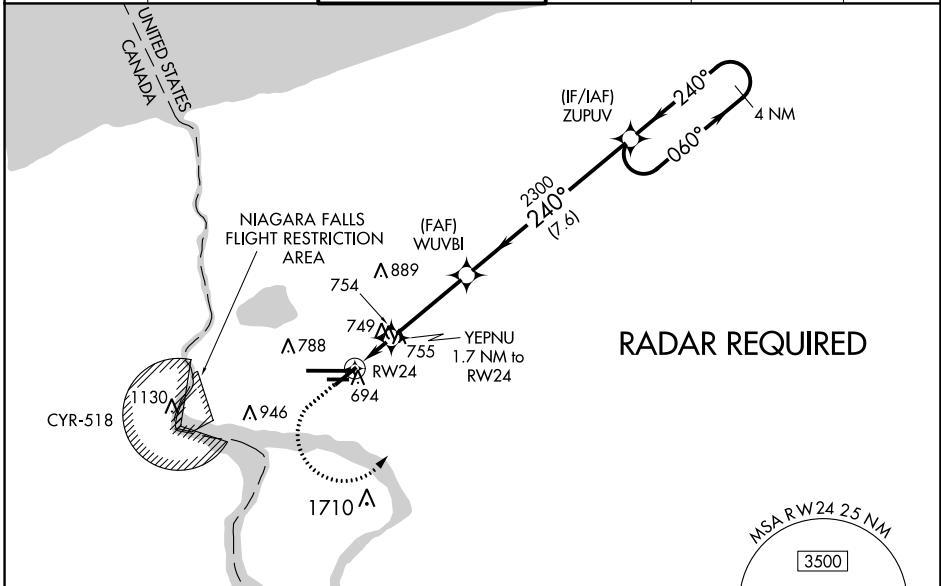 UNITED STATES
CANADA
(IF/IAF)
ZUPUV
240°
060°
4 NM
2300
240°
(7.6)
NIAGARA FALLS
FLIGHT RESTRICTION
AREA
(FAF)
WUVBI
889
754
749
755
YEPNU
1.7 NM to
RW24
788
RW24
694
RADAR REQUIRED
1130
CYR-518
946
1710
MSA RW24 25 NM
3500